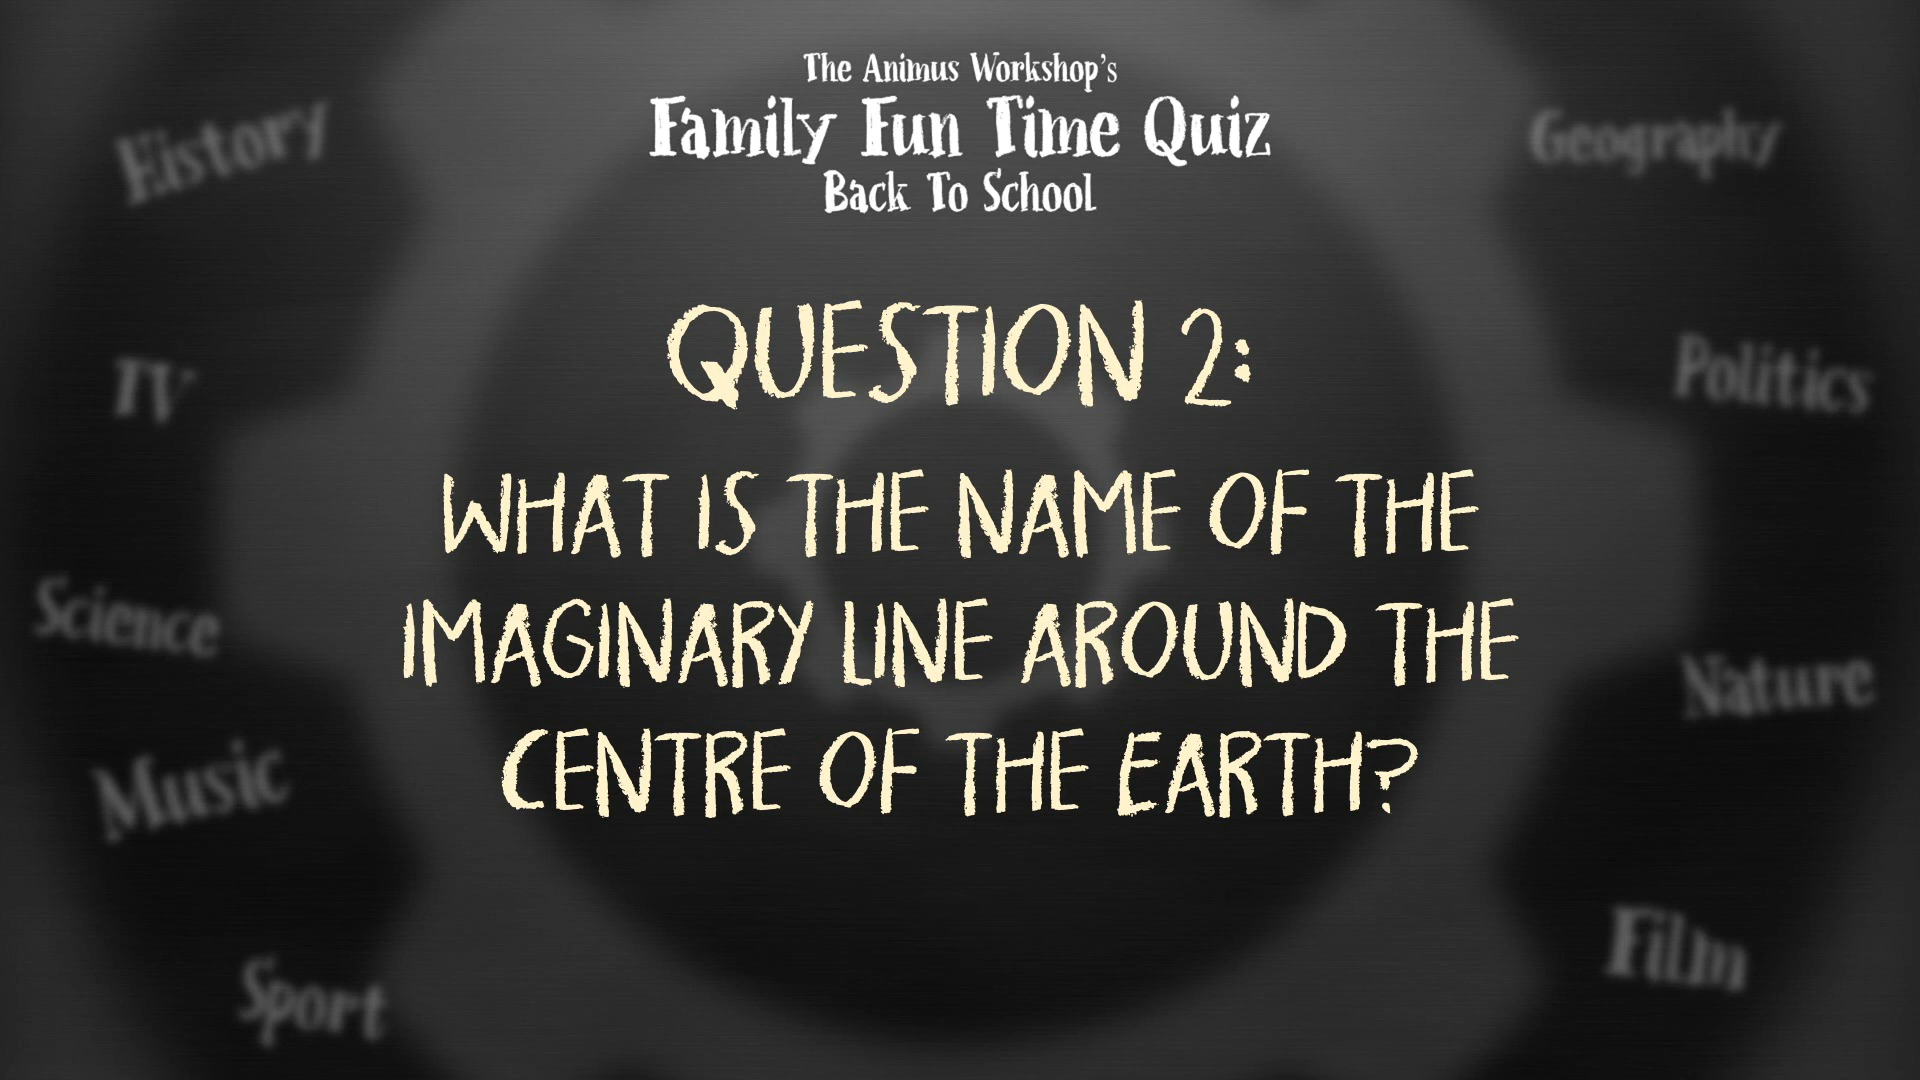 The Animus Workshop's
Family Fun Time Quiz
Back To School
History
Geography
QUESTION 2:
TV
Politics
WHAT IS THE NAME OF THE
IMAGINARY LINE AROUND THE
CENTRE OF THE EARTH?
Science
Nature
Music
Film
Sport